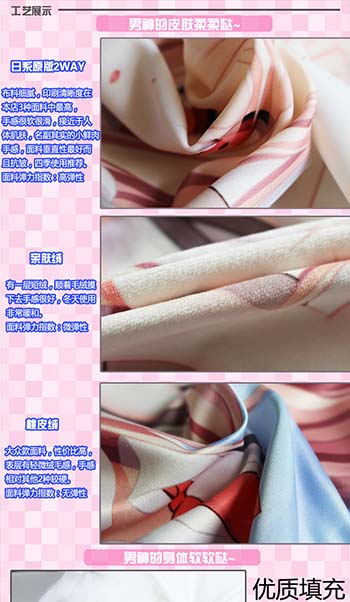 工艺展示
男神的皮肤柔柔哒~
日系原版2WAY
布料细腻，印刷清晰度在
本店3种面料中最高，
手感很软很滑，接近于人
体肌肤，名副其实的小鲜肉
手感，面料垂直性最好而
且抗皱，四季使用推荐。
面料弹力指数：高弹性
亲肤绒
有一层短绒，顺着毛绒摸
下去手感很好，冬天使用
非常暖和。
面料弹力指数：微弹性
桃皮绒
大众款面料，性价比高，
表层有轻微绒毛感，手感
相对其他2种较硬。
面料弹力指数：无弹性
男神的身体软软哒~
优质填充